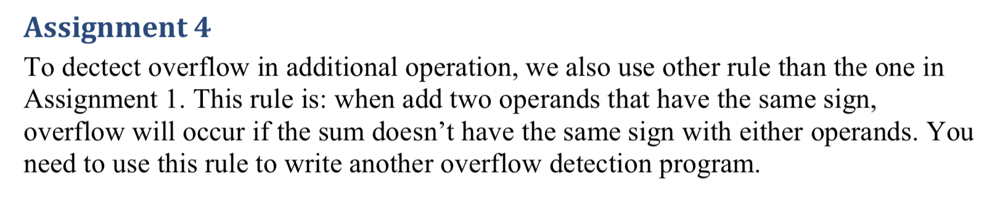 Assignment 4
To dectect overflow in additional operation, we also use other rule than the one in
Assignment 1. This rule is: when add two operands that have the same sign,
overflow will occur if the sum doesn’t have the same sign with either operands. You
need to use this rule to write another overflow detection program.